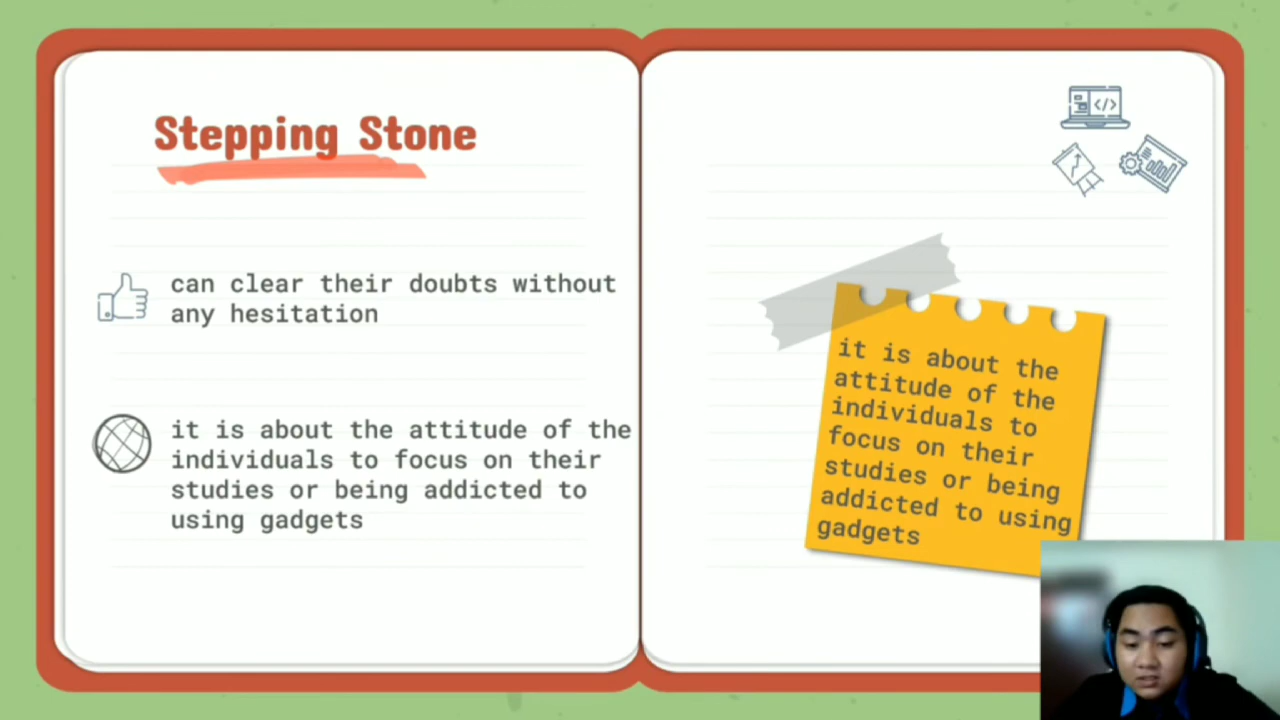 Stepping Stone
can clear their doubts without
any hesitation
it is about the attitude of the
individuals to focus on their
studies or being addicted to
using gadgets
it is about the
attitude of the
individuals to
focus on their
studies or being
addicted to using
gadgets